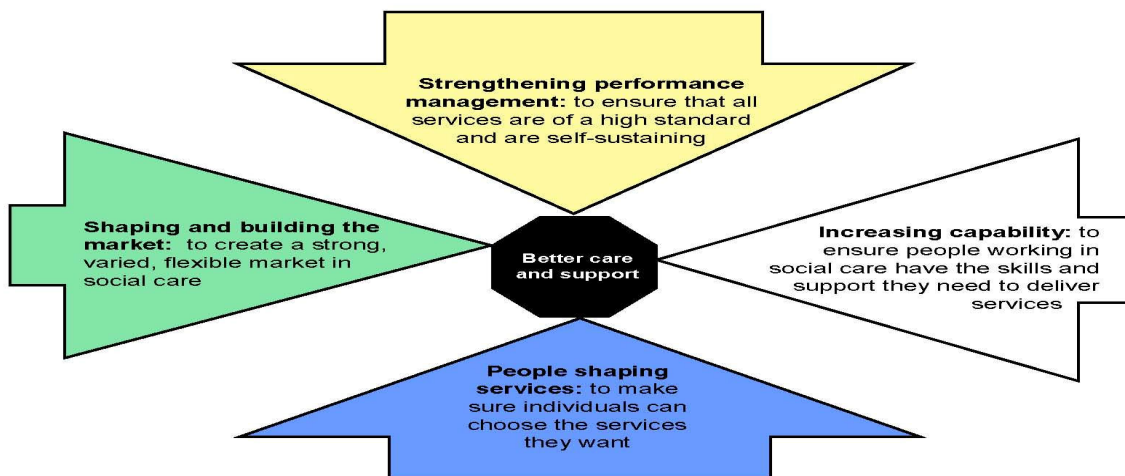 Strengthening performance
management: to ensure that all
services are of a high standard
and are self-sustaining
Shaping and building the
market: to create a strong,
varied, flexible market in
social care
Better care
and support
Increasing capability: to
ensure people working in
social care have the skills and
support they need to deliver
services
People shaping
services: to make
sure individuals can
choose the services
they want